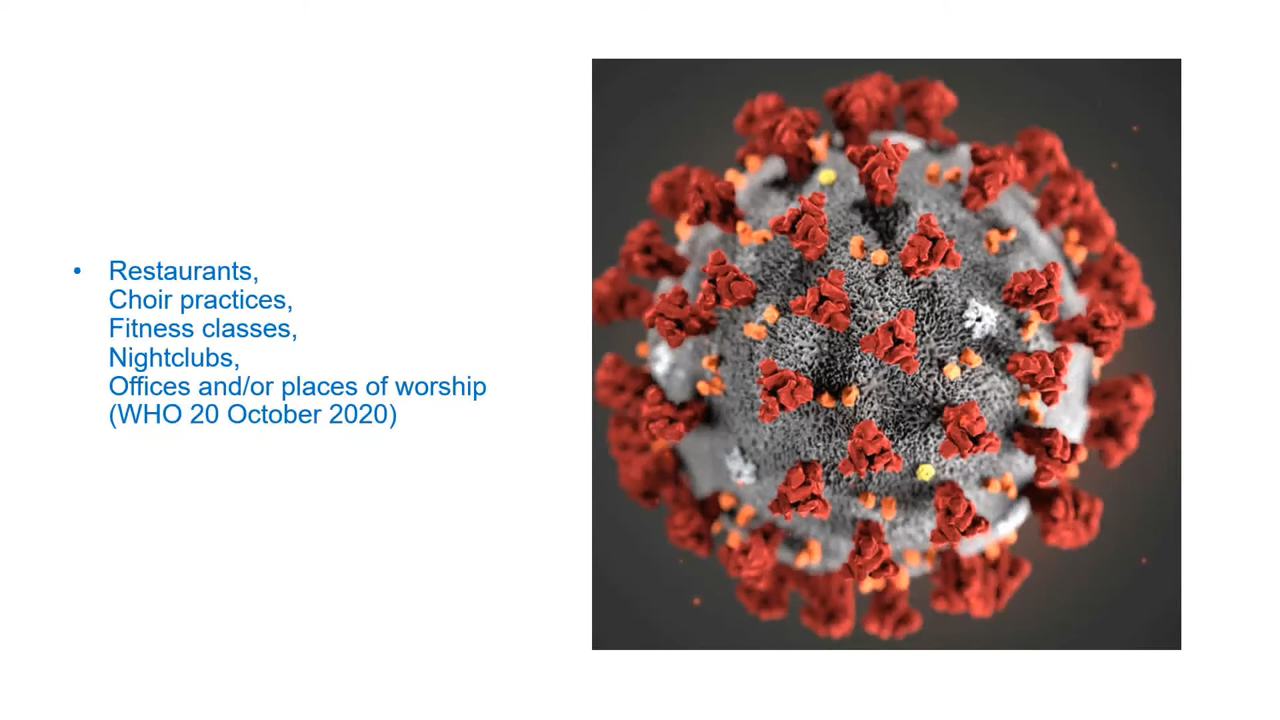 • Restaurants,
Choir practices,
Fitness classes,
Nightclubs,
Offices and/or places of worship
(WHO 20 October 2020)